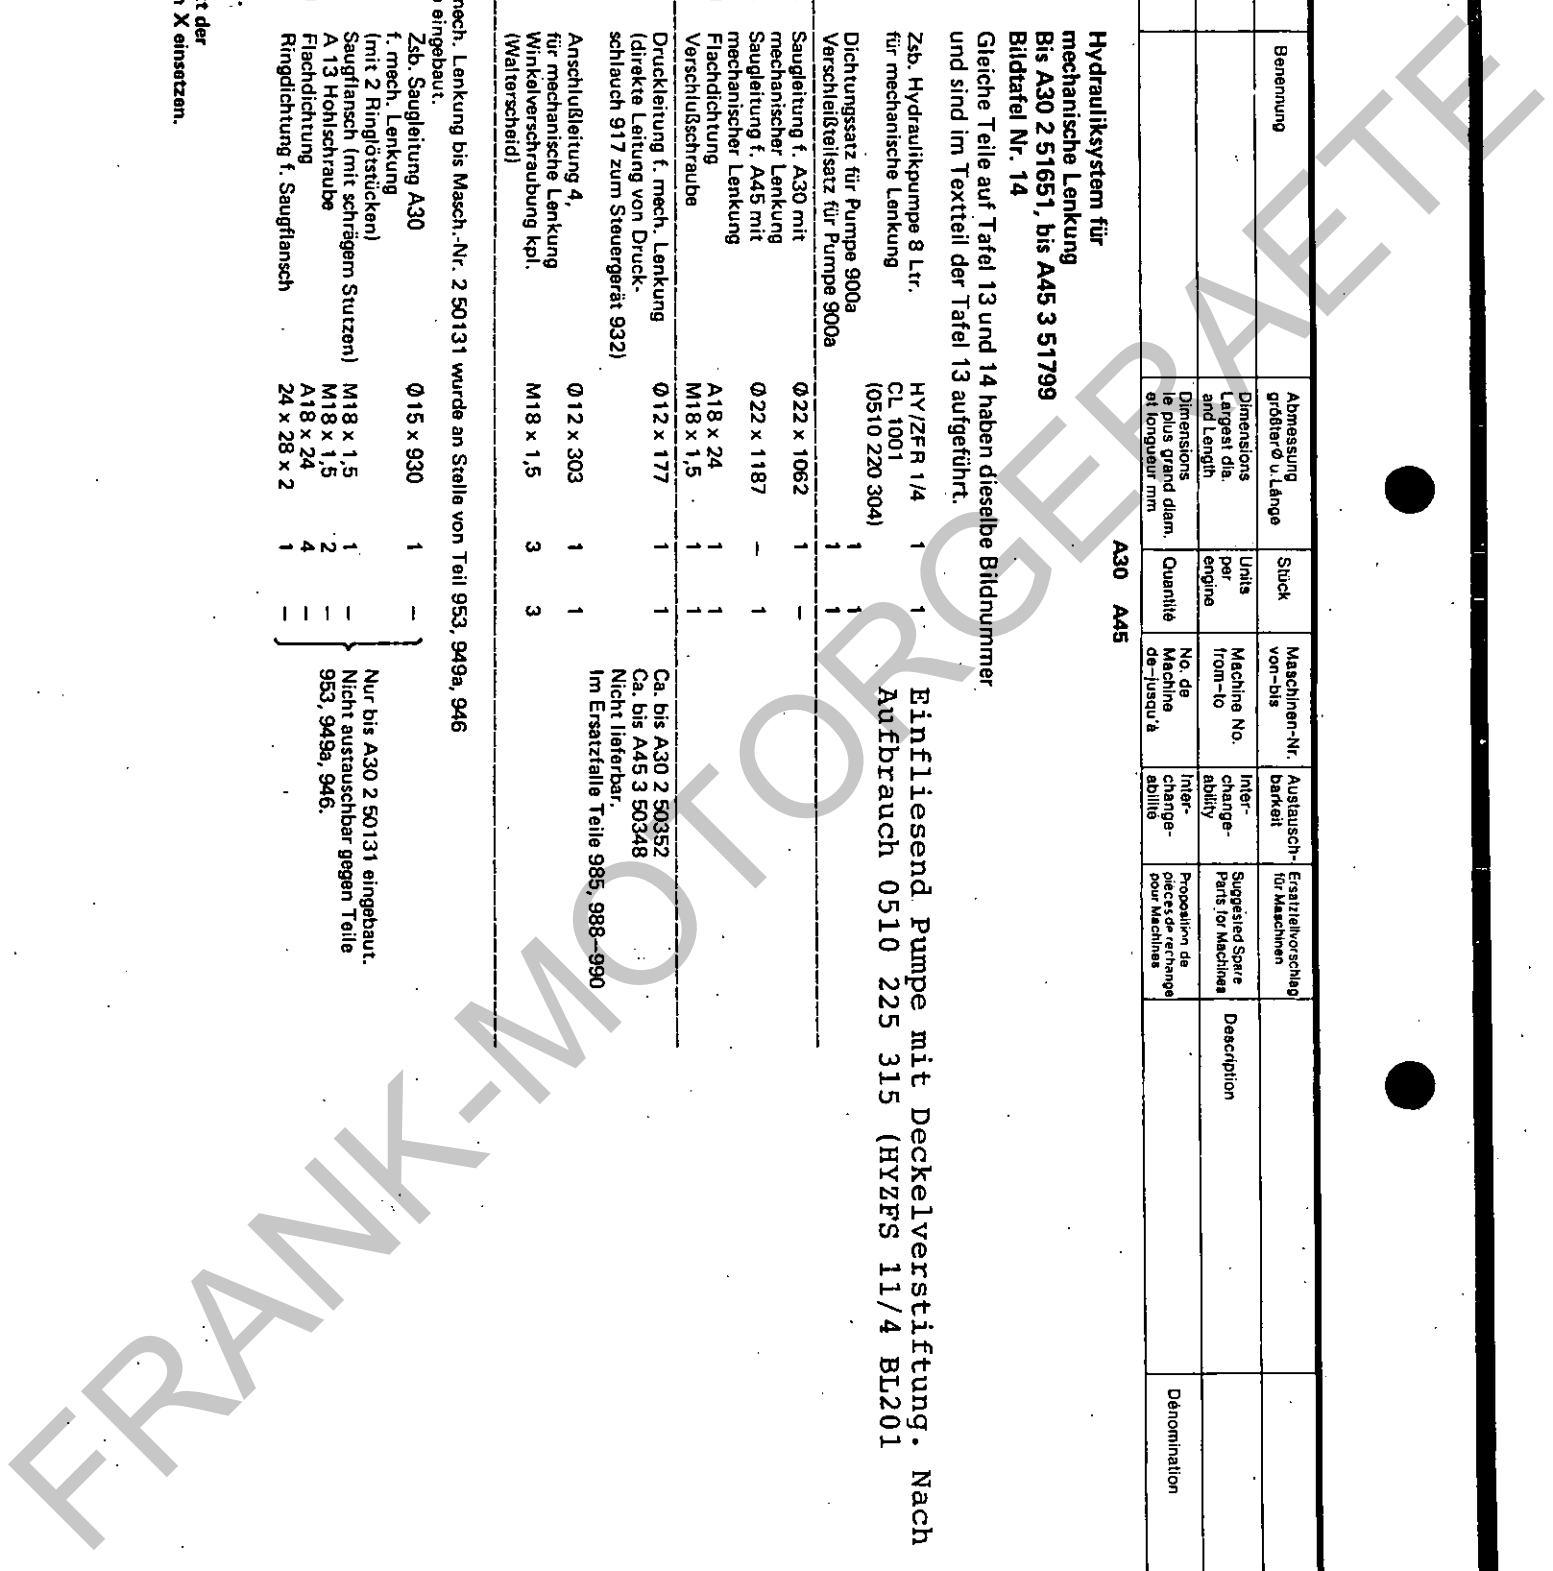 Benennung
Abmessung
größter Ø u. Länge
Stück
Maschinen-Nr.
von–bis
Austausch-
barkeit
Ersatzteilvorschlag
für Maschinen
Dimensions
Largest dia.
and Length
Units
per
engine
Machine No.
from–to
Inter-
change-
ability
Suggested Spare
Parts for Machines
Description
Dimensions
le plus grand diam.
et longueur mm
Quantité
No. de
Machine
de–jusqu'à
Inter-
change-
abilité
Proposition de
pièces de rechange
pour Machines
Dénomination
A30 A45
Hydrauliksystem für
mechanische Lenkung
Bis A30 2 51651, bis A45 3 51799
Bildtafel Nr. 14
Gleiche Teile auf Tafel 13 und 14 haben dieselbe Bildnummer
und sind im Textteil der Tafel 13 aufgeführt.
Zsb. Hydraulikpumpe 8 Ltr. HY/ZFR 1/4 1 1
für mechanische Lenkung CL 1001
(0510 220 304)
Einfliesend Pumpe mit Deckelverstiftung. Nach
Aufbrauch 0510 225 315 (HYZFS 11/4 BL201
Dichtungssatz für Pumpe 900a 1 1
Verschleißteilsatz für Pumpe 900a 1 1
Saugleitung f. A30 mit Ø 22 x 1062 1 –
mechanischer Lenkung
Saugleitung f. A45 mit Ø 22 x 1187 – 1
mechanischer Lenkung
Flachdichtung A18 x 24 1 1
Verschlußschraube M18 x 1,5 1 1
Druckleitung f. mech. Lenkung Ø 12 x 177 1 1 Ca. bis A30 2 50352
(direkte Leitung von Druck- Ca. bis A45 3 50348
schlauch 917 zum Steuergerät 932) Nicht lieferbar.
Im Ersatzfalle Teile 985, 988–990
Anschlußleitung 4, Ø 12 x 303 1 1
für mechanische Lenkung
Winkelverschraubung kpl. M18 x 1,5 3 3
(Walterscheid)
mech. Lenkung bis Masch.-Nr. 2 50131 wurde an Stelle von Teil 953, 949a, 946
eingebaut.
Zsb. Saugleitung A30 Ø 15 x 930 1 –
f. mech. Lenkung
(mit 2 Ringlötstücken)
Saugflansch (mit schrägem Stutzen) M18 x 1,5 1 –
A 13 Hohlschraube M18 x 1,5 2 –
Flachdichtung A18 x 24 4 –
Ringdichtung f. Saugflansch 24 x 28 x 2 1 –
Nur bis A30 2 50131 eingebaut.
Nicht austauschbar gegen Teile
953, 949a, 946.
der
X einsetzen.
FRANK-MOTORGERAETE